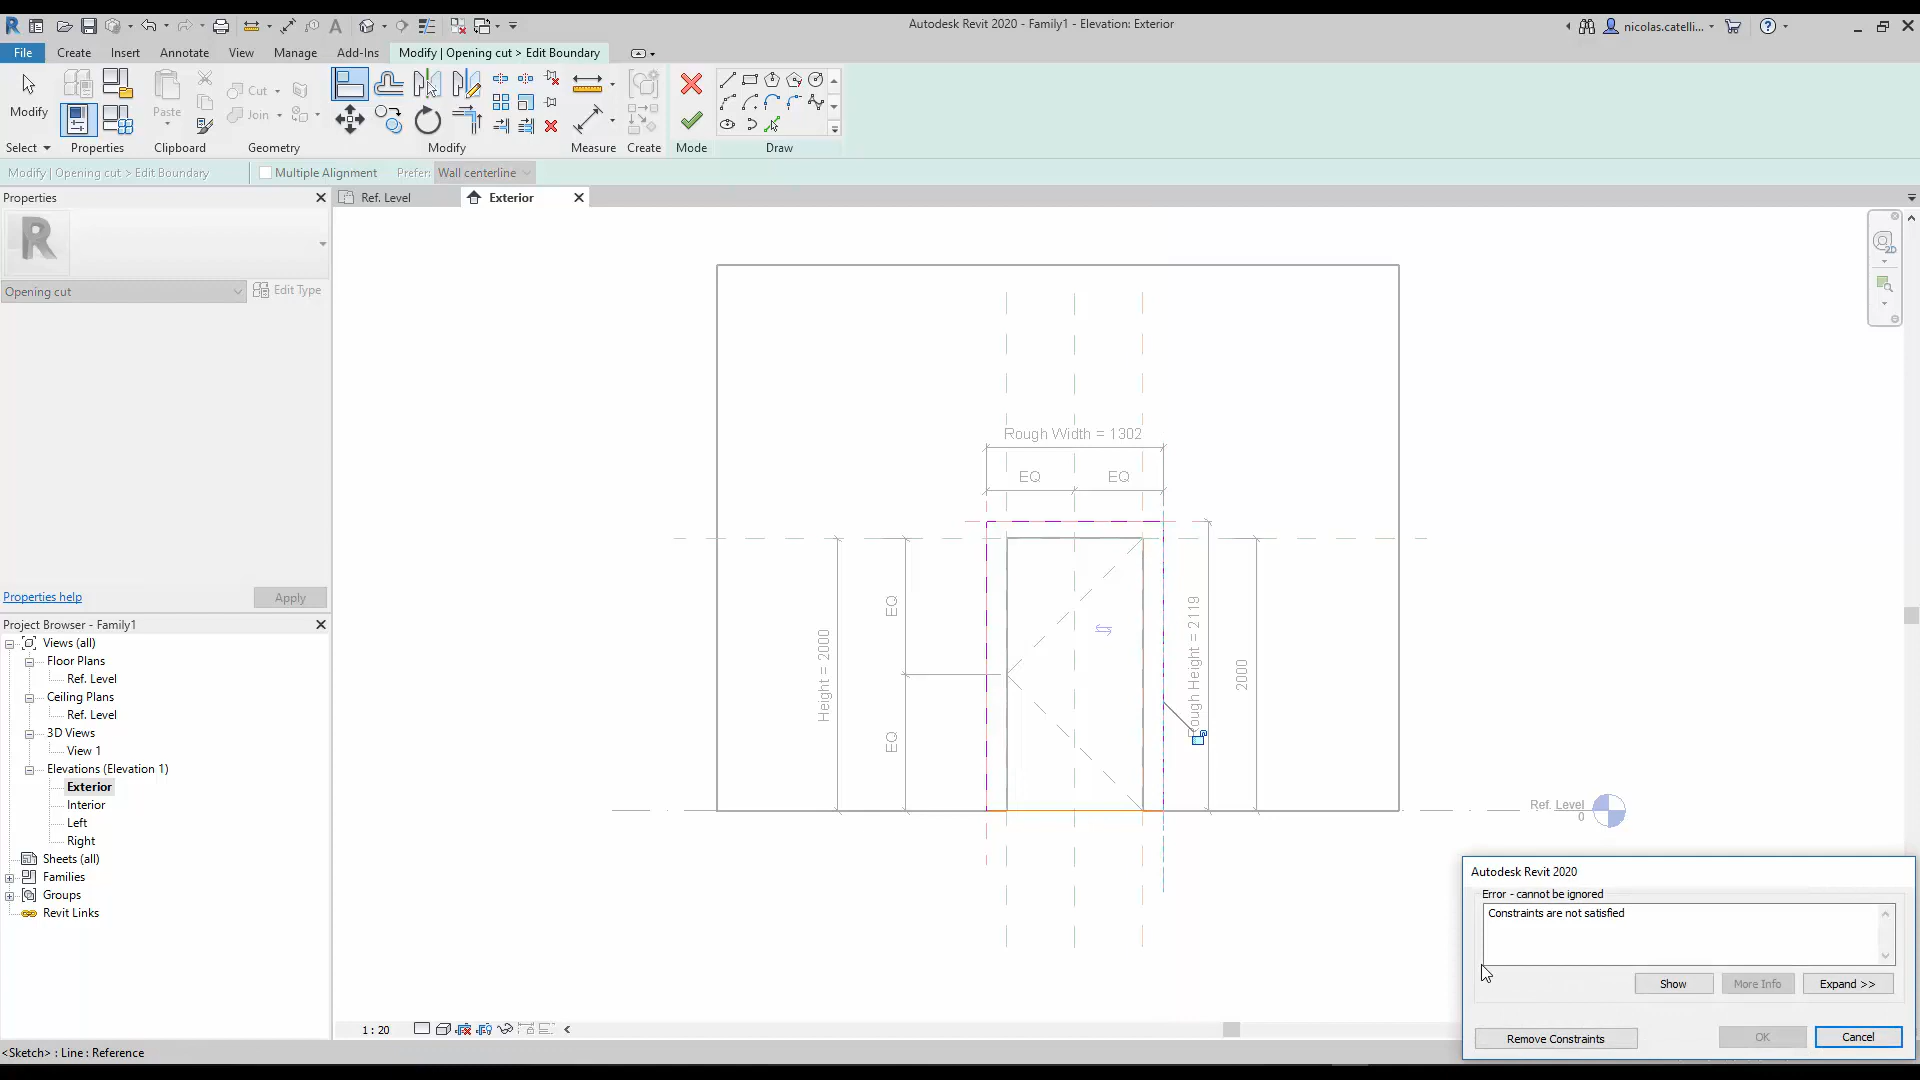 Autodesk Revit 2020 - Family1 - Elevation: Exterior
nicolas.catelli...
File
Create
Insert
Annotate
View
Manage
Add-Ins
Modify | Opening cut > Edit Boundary
Modify
Paste
Cut
Join
Select
Properties
Clipboard
Geometry
Modify
Measure
Create
Mode
Draw
Modify | Opening cut > Edit Boundary
Multiple Alignment
Prefer:
Wall centerline
Properties
Ref. Level
Exterior
2D
R
Opening cut
Edit Type
Properties help
Apply
Project Browser - Family1
Views (all)
Floor Plans
Ref. Level
Ceiling Plans
Ref. Level
3D Views
View 1
Elevations (Elevation 1)
Exterior
Interior
Left
Right
Sheets (all)
Families
Groups
Revit Links
Rough Width = 1302
EQ
EQ
Height = 2000
EQ
EQ
Rough Height = 2119
2000
Ref. Level
0
1 : 20
Autodesk Revit 2020
Error - cannot be ignored
Constraints are not satisfied
Show
More Info
Expand >>
Remove Constraints
OK
Cancel
<Sketch> : Line : Reference